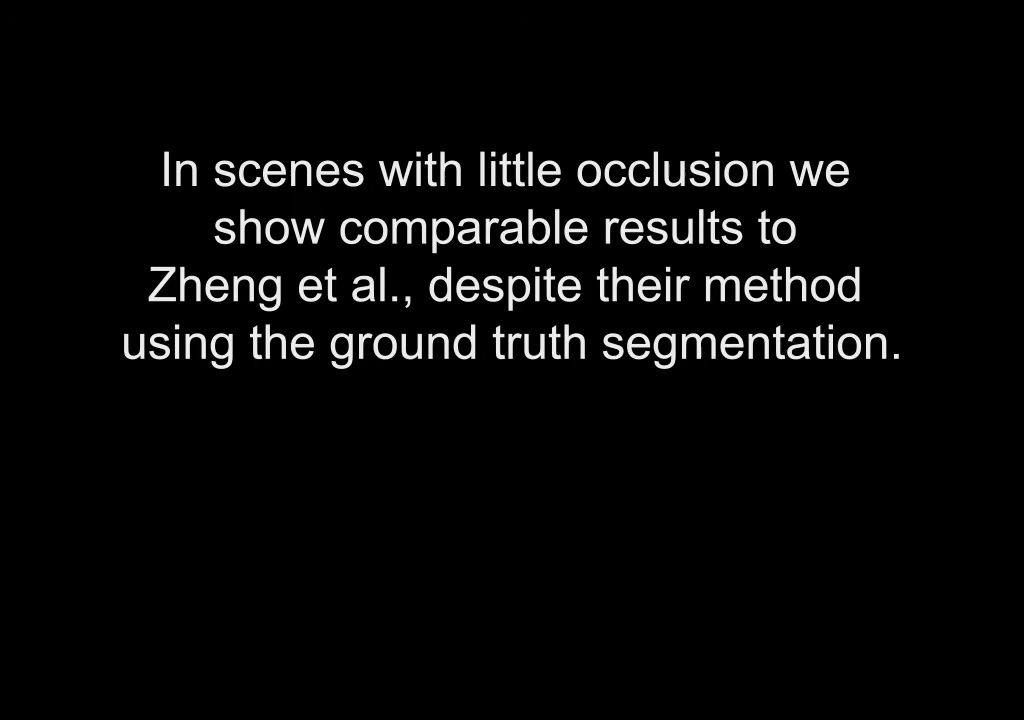 In scenes with little occlusion we
show comparable results to
Zheng et al., despite their method
using the ground truth segmentation.